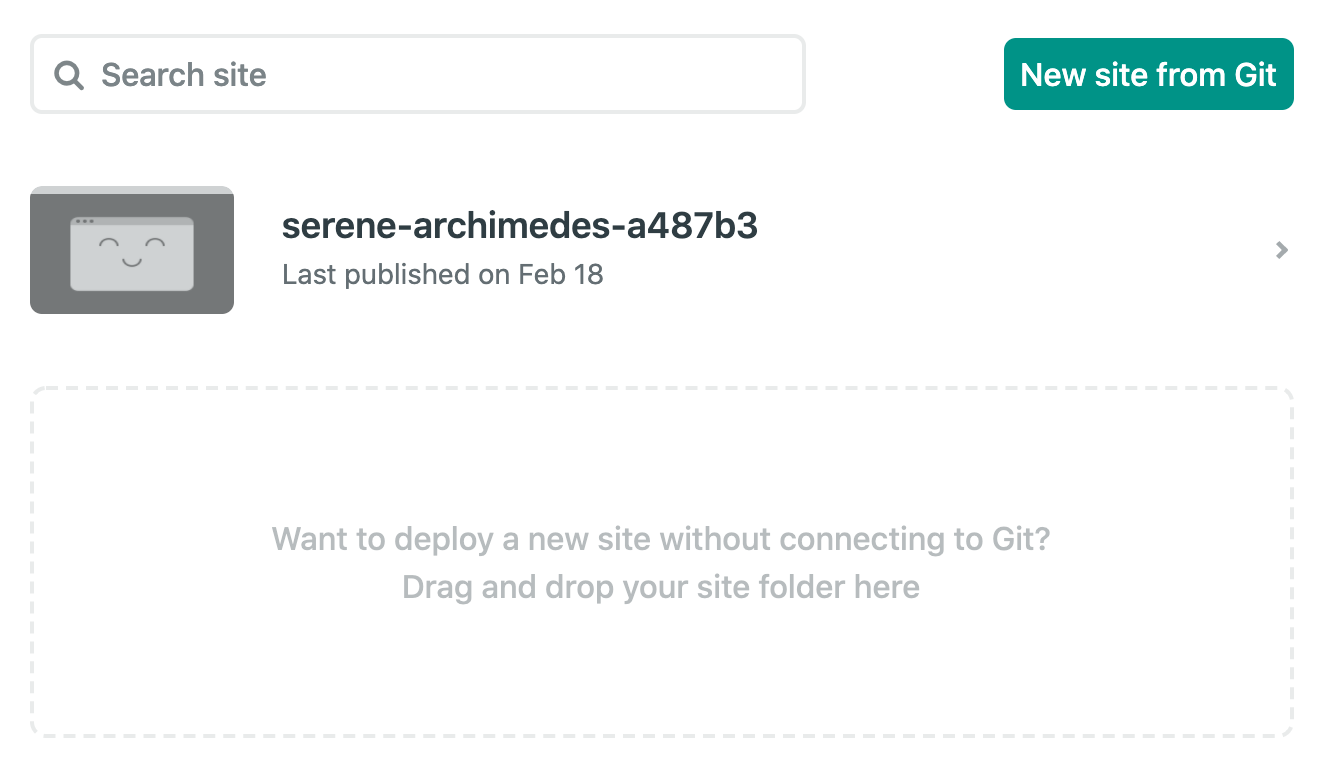 Search site
New site from Git
serene-archimedes-a487b3
Last published on Feb 18
Want to deploy a new site without connecting to Git?
Drag and drop your site folder here